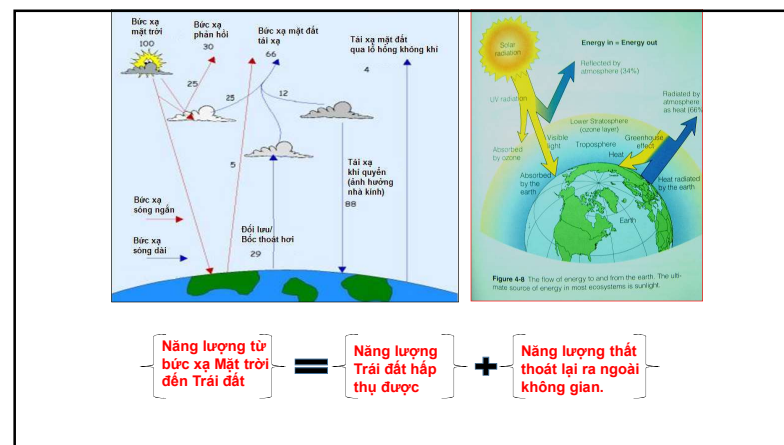 Bức xạ
mặt trời
100
Bức xạ
phản hồi
30
Bức xạ mặt đất
tái xạ
66
Tái xạ mặt đất
qua lổ hổng không khí
4
25
25
12
5
Tái xạ
khí quyển
(ảnh hưởng
nhà kính)
88
Bức xạ
sóng ngắn
Bức xạ
sóng dài
Đối lưu/
Bốc thoát hơi
29
Solar
radiation
Energy in = Energy out
Reflected by
atmosphere (34%)
Radiated by
atmosphere
as heat (66%
UV radiation
Lower Stratosphere
(ozone layer)
Visible
light
Troposphere
Greenhouse
effect
Absorbed
by ozone
Heat
Absorbed
by the
earth
Heat radiated
by the earth
Earth
Figure 4-8 The flow of energy to and from the earth. The ulti-
mate source of energy in most ecosystems is sunlight.
Năng lượng từ
bức xạ Mặt trời
đến Trái đất
=
Năng lượng
Trái đất hấp
thụ được
+
Năng lượng thất
thoát lại ra ngoài
không gian.